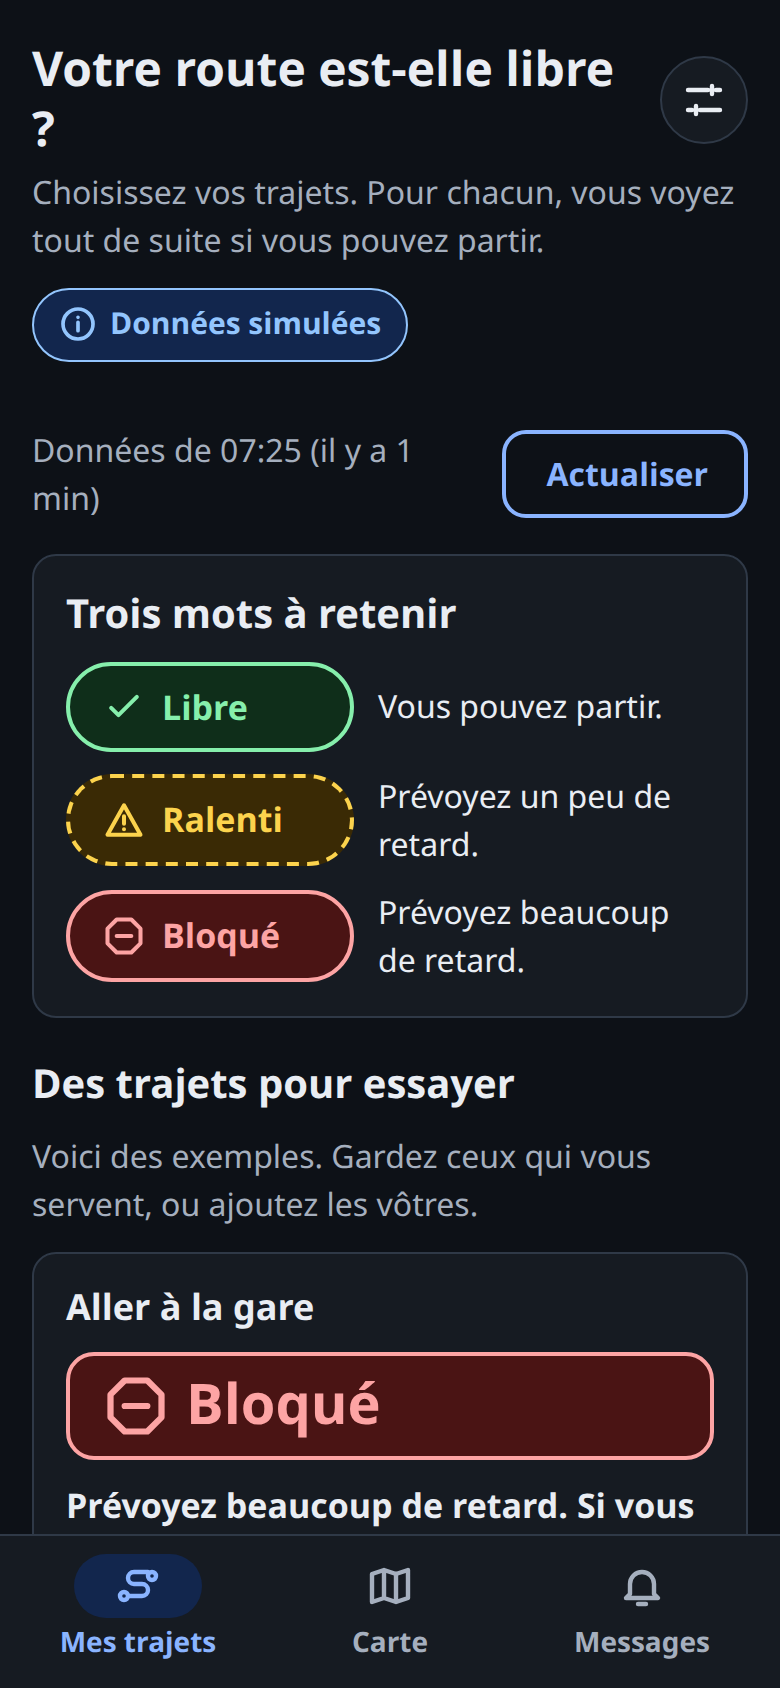 Votre route est-elle libre
?
Choisissez vos trajets. Pour chacun, vous voyez
tout de suite si vous pouvez partir.
Données simulées
Données de 07:25 (il y a 1
min)
Actualiser
Trois mots à retenir
Libre
Vous pouvez partir.
Ralenti
Prévoyez un peu de
retard.
Bloqué
Prévoyez beaucoup
de retard.
Des trajets pour essayer
Voici des exemples. Gardez ceux qui vous
servent, ou ajoutez les vôtres.
Aller à la gare
Bloqué
Prévoyez beaucoup de retard. Si vous
Mes trajets
Carte
Messages